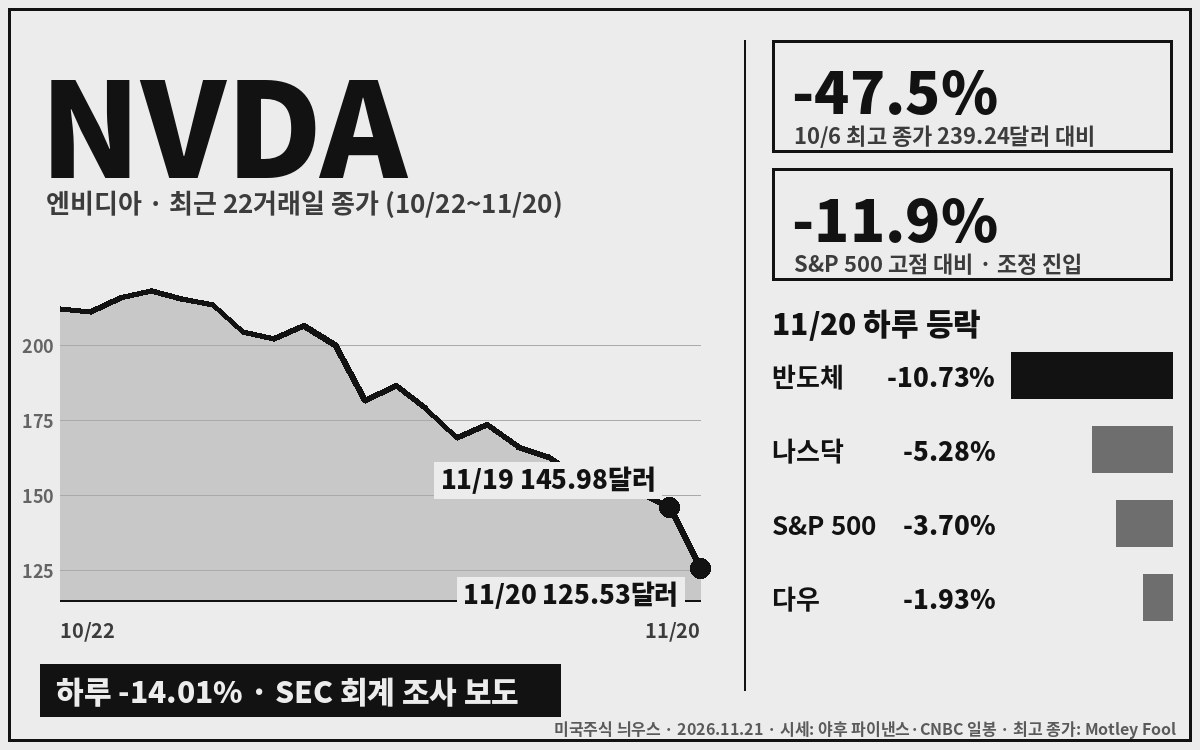 NVDA
엔비디아 · 최근 22거래일 종가 (10/22~11/20)
200
175
150
125
11/19 145.98달러
11/20 125.53달러
10/22
11/20
하루 -14.01% · SEC 회계 조사 보도
-47.5%
10/6 최고 종가 239.24달러 대비
-11.9%
S&P 500 고점 대비 · 조정 진입
11/20 하루 등락
반도체 -10.73%
나스닥 -5.28%
S&P 500 -3.70%
다우 -1.93%
미국주식 늬우스 · 2026.11.21 · 시세: 야후 파이낸스·CNBC 일봉 · 최고 종가: Motley Fool